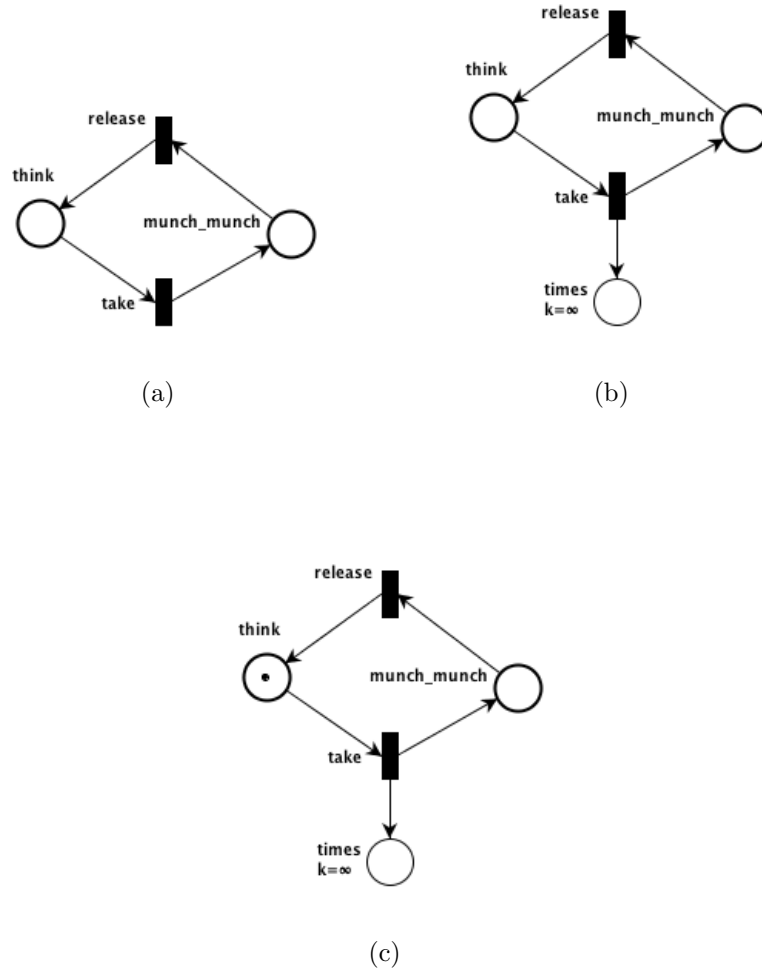 release
think
munch_munch
take
(a)
release
think
munch_munch
take
times
k=∞
(b)
release
think
munch_munch
take
times
k=∞
(c)